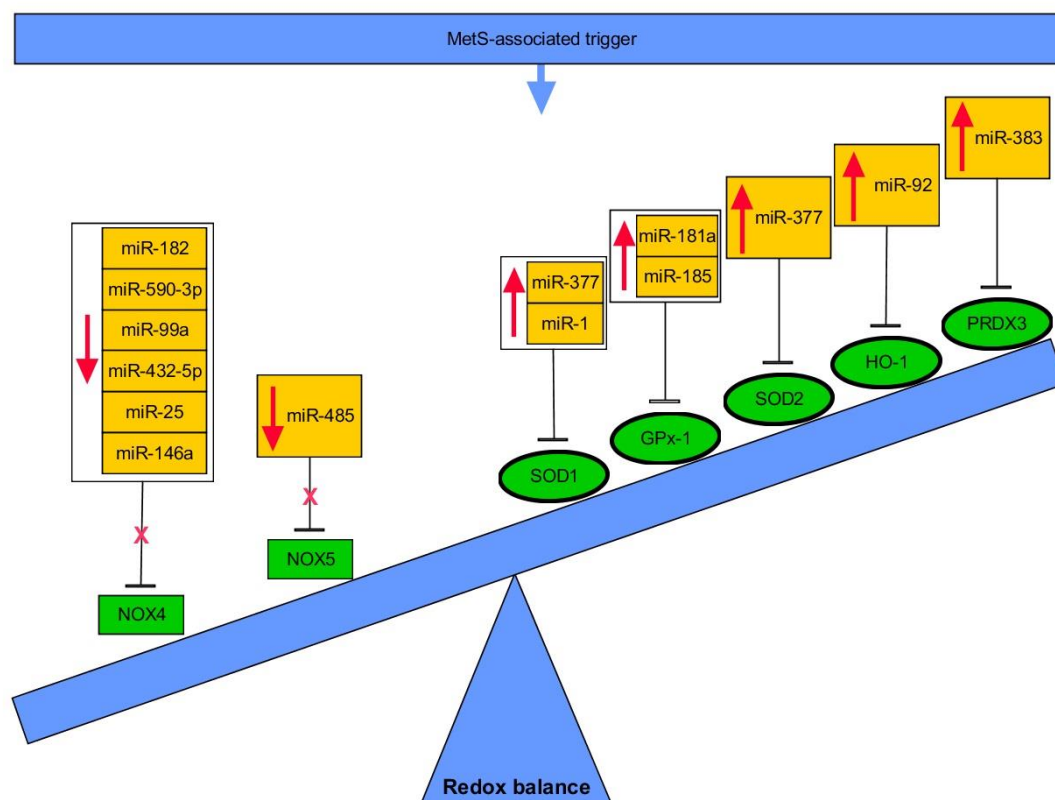 MetS-associated trigger
miR-182
miR-590-3p
miR-99a
miR-432-5p
miR-25
miR-146a
X
NOX4
miR-485
X
NOX5
miR-377
miR-1
SOD1
miR-181a
miR-185
GPx-1
miR-377
SOD2
miR-92
HO-1
miR-383
PRDX3
Redox balance